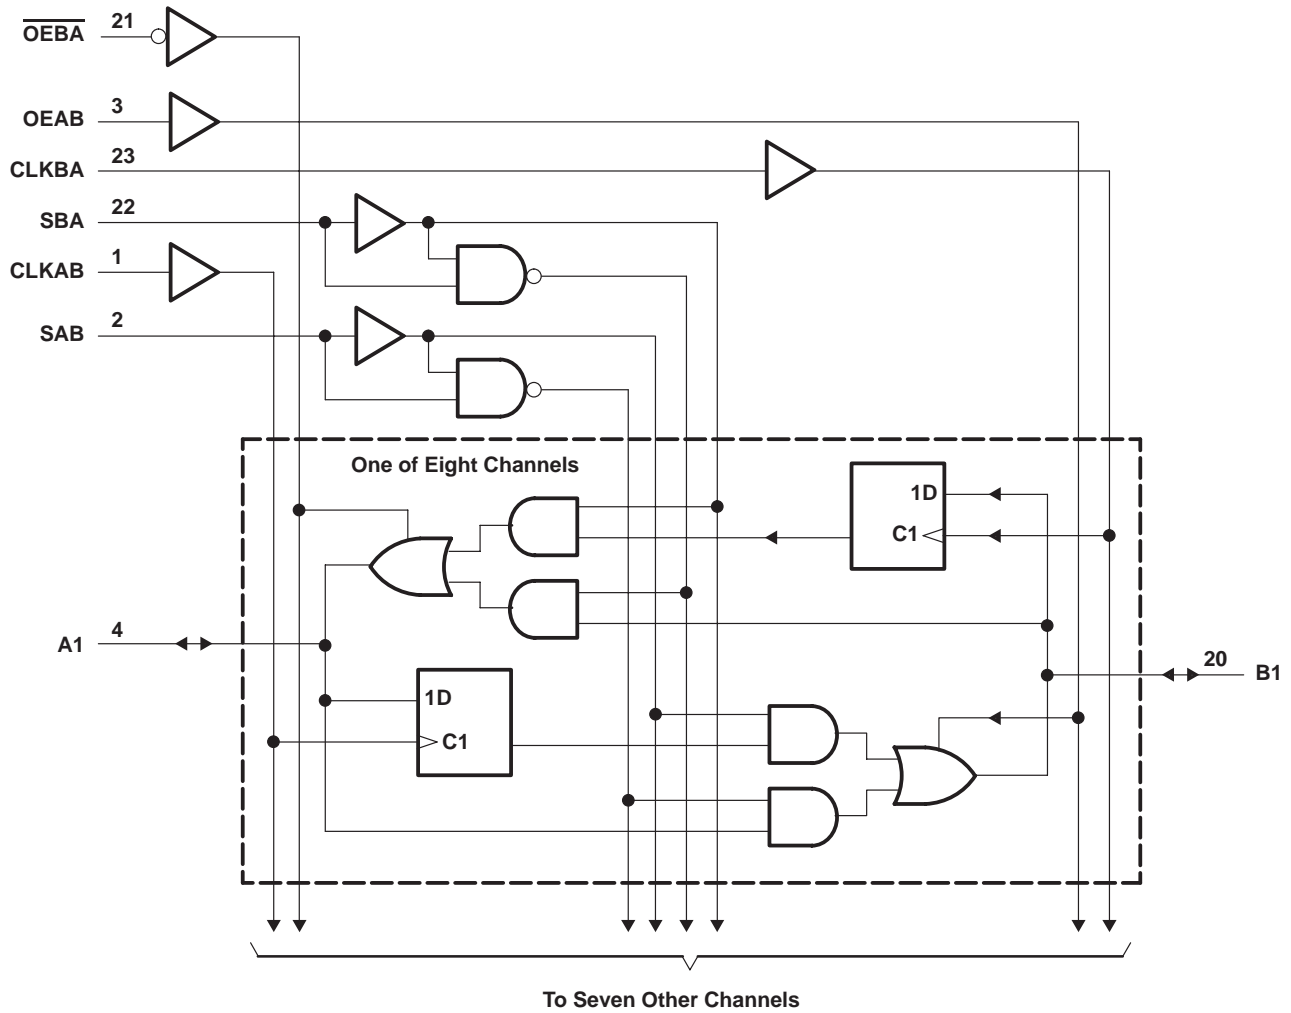 OEBA 21
OEAB 3
CLKBA 23
SBA 22
CLKAB 1
SAB 2
One of Eight Channels
1D
C1
A1 4
20 B1
1D
C1
To Seven Other Channels